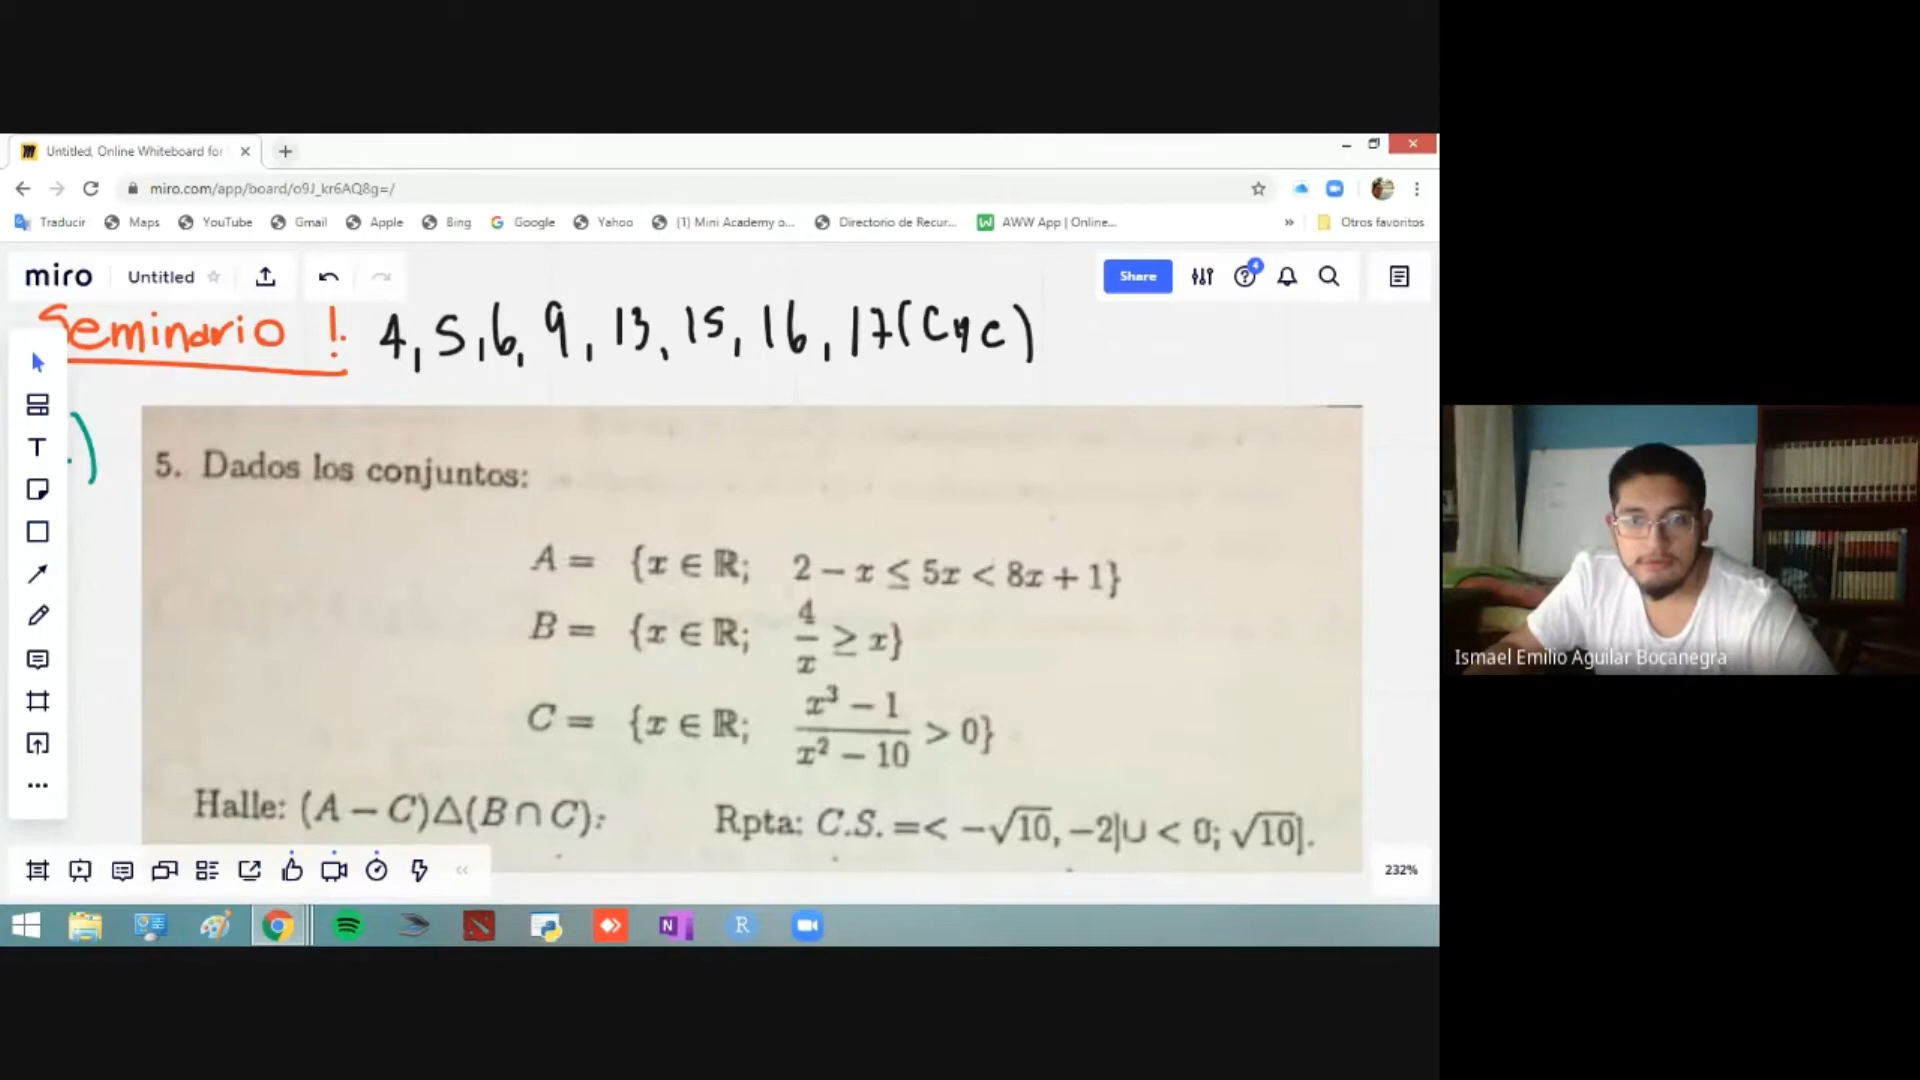 Untitled, Online Whiteboard for
miro.com/app/board/o9J_kr6AQ8g=/
Traducir Maps YouTube Gmail Apple Bing Google Yahoo (1) Mini Academy o... Directorio de Recur... AWW App | Online... » Otros favoritos
miro Untitled Share 4
Seminario ! 4, 5, 6, 9, 13, 15, 16, 17 (CyC)
5. Dados los conjuntos:
A = {x ∈ ℝ; 2 − x ≤ 5x < 8x + 1}
B = {x ∈ ℝ; 4/x ≥ x}
C = {x ∈ ℝ; x³ − 1 / x² − 10 > 0}
Halle: (A − C)△(B ∩ C): Rpta: C.S. =< −√10, −2]∪ < 0; √10].
232%
Ismael Emilio Aguilar Bocanegra